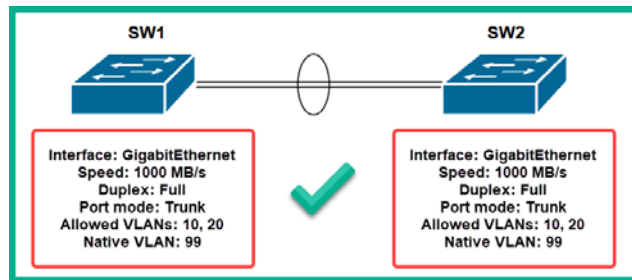 SW1
SW2
Interface: GigabitEthernet
Speed: 1000 MB/s
Duplex: Full
Port mode: Trunk
Allowed VLANs: 10, 20
Native VLAN: 99
Interface: GigabitEthernet
Speed: 1000 MB/s
Duplex: Full
Port mode: Trunk
Allowed VLANs: 10, 20
Native VLAN: 99